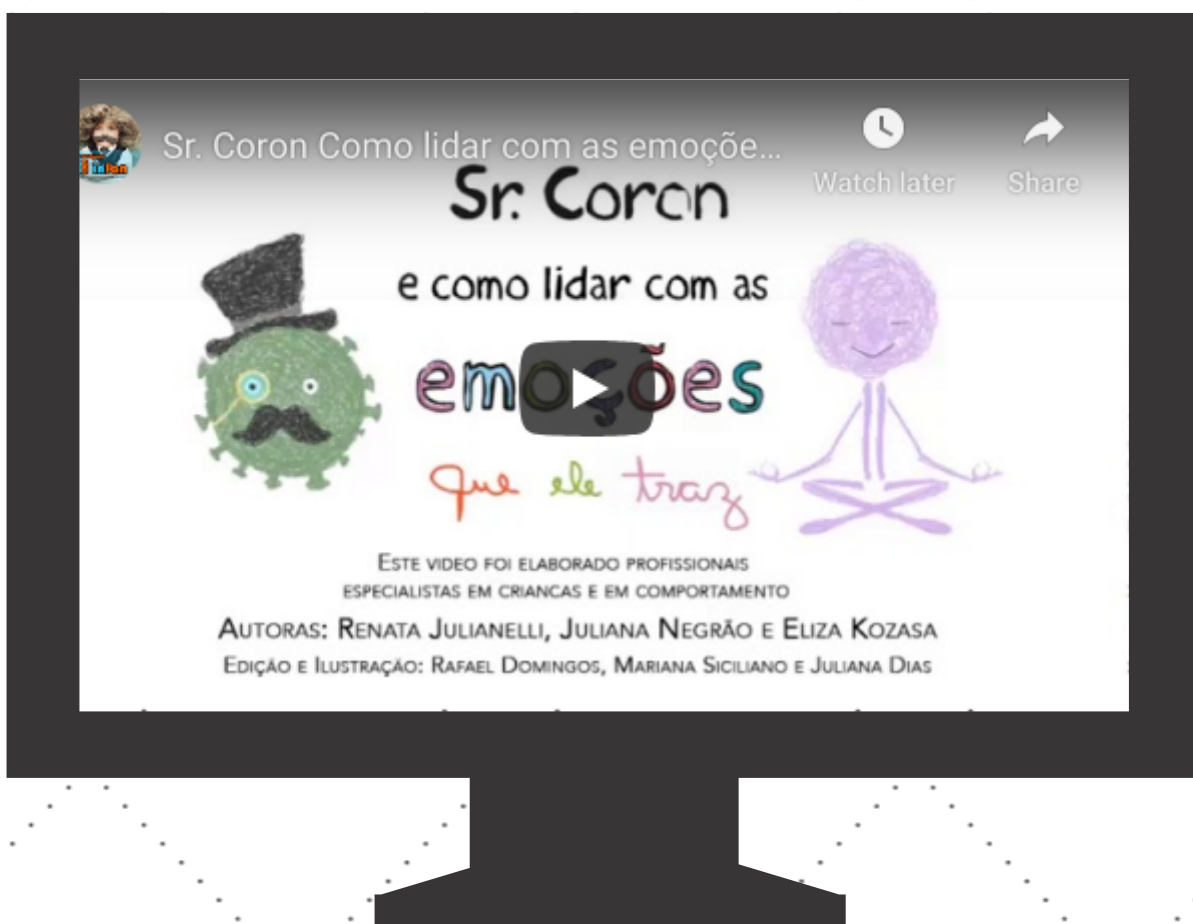 Sr. Coron Como lidar com as emoçõe...
Watch later
Share
Sr. Coron
e como lidar com as
emoções
que ele traz
ESTE VIDEO FOI ELABORADO PROFISSIONAIS
ESPECIALISTAS EM CRIANCAS E EM COMPORTAMENTO
AUTORAS: RENATA JULIANELLI, JULIANA NEGRÃO E ELIZA KOZASA
EDIÇÃO E ILUSTRAÇÃO: RAFAEL DOMINGOS, MARIANA SICILIANO E JULIANA DIAS